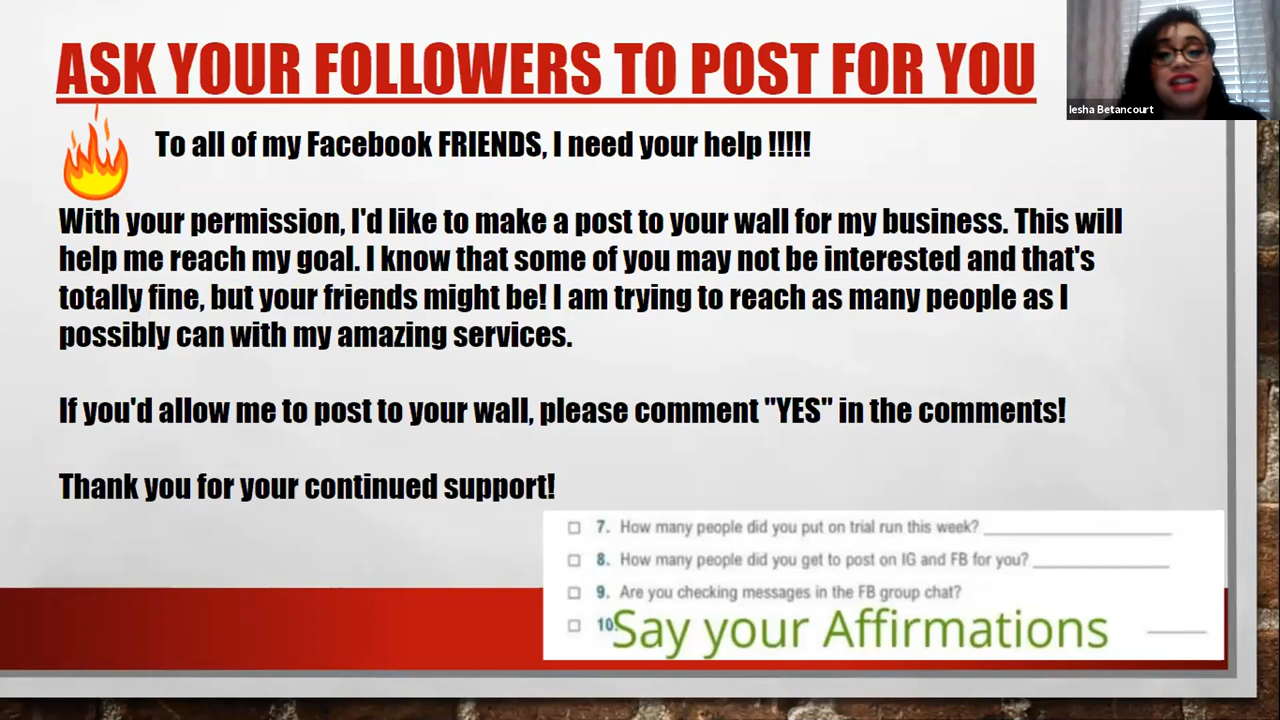 ASK YOUR FOLLOWERS TO POST FOR YOU
Iesha Betancourt
To all of my Facebook FRIENDS, I need your help !!!!!
With your permission, I'd like to make a post to your wall for my business. This will
help me reach my goal. I know that some of you may not be interested and that's
totally fine, but your friends might be! I am trying to reach as many people as I
possibly can with my amazing services.
If you'd allow me to post to your wall, please comment "YES" in the comments!
Thank you for your continued support!
7. How many people did you put on trial run this week?
8. How many people did you get to post on IG and FB for you?
9. Are you checking messages in the FB group chat?
10. Say your Affirmations